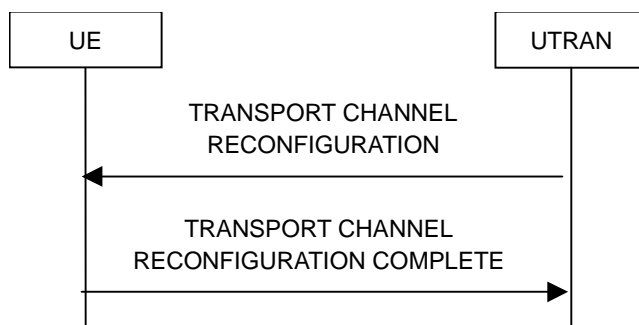 UE
UTRAN
TRANSPORT CHANNEL
RECONFIGURATION
TRANSPORT CHANNEL
RECONFIGURATION COMPLETE